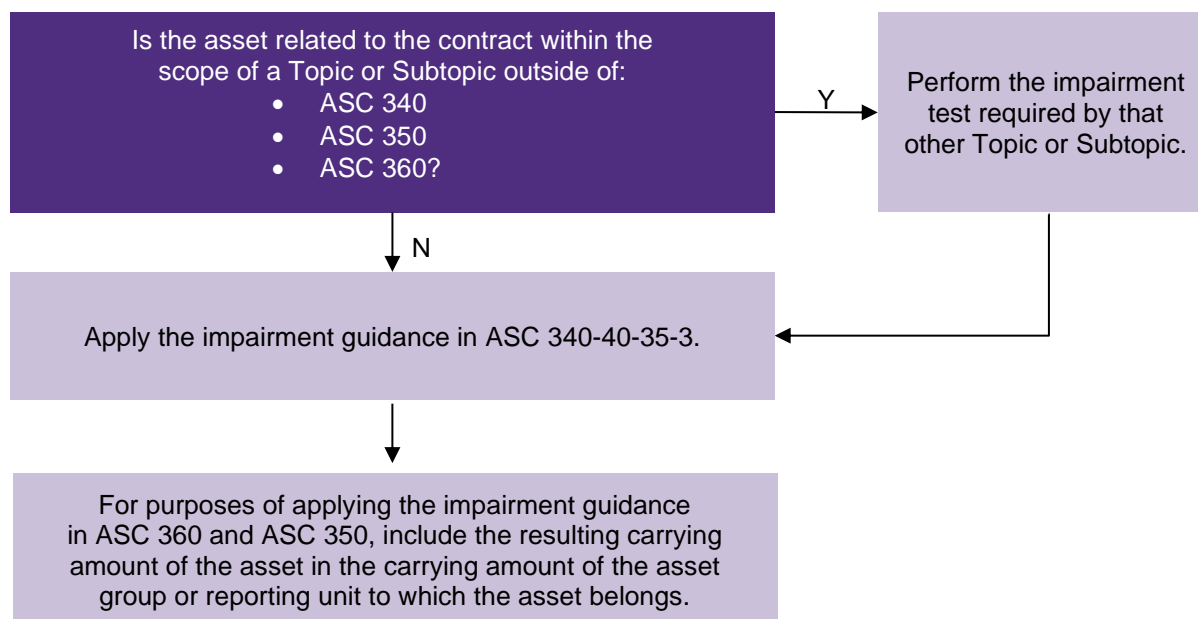 Is the asset related to the contract within the
scope of a Topic or Subtopic outside of:
• ASC 340
• ASC 350
• ASC 360?
Y
Perform the impairment
test required by that
other Topic or Subtopic.
N
Apply the impairment guidance in ASC 340-40-35-3.
For purposes of applying the impairment guidance
in ASC 360 and ASC 350, include the resulting carrying
amount of the asset in the carrying amount of the asset
group or reporting unit to which the asset belongs.